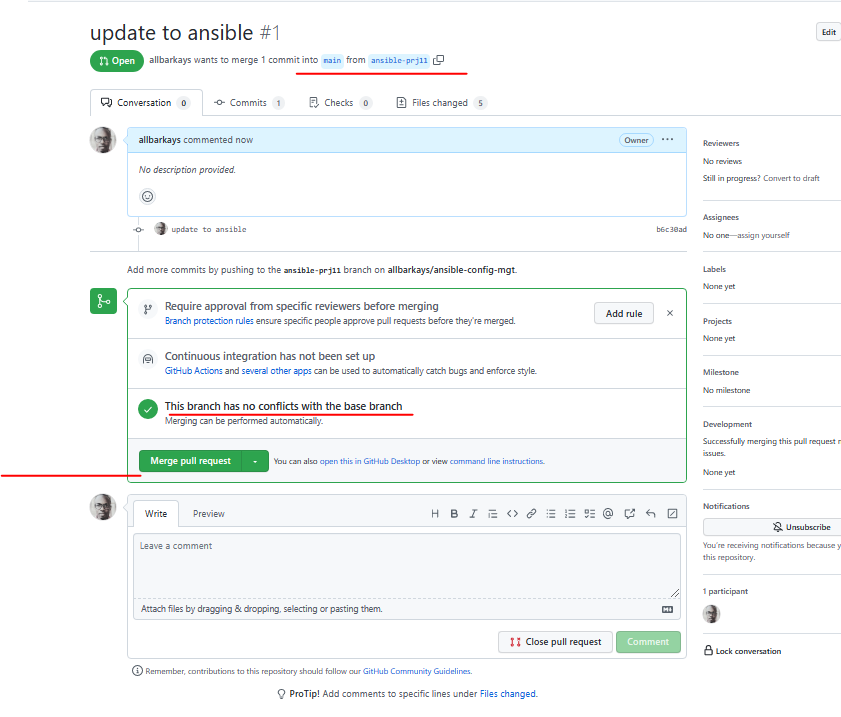 update to ansible #1
Edit
Open allbarkays wants to merge 1 commit into main from ansible-prj11
Conversation 0 Commits 1 Checks 0 Files changed 5
allbarkays commented now Owner ...
No description provided.
update to ansible b6c30ad
Add more commits by pushing to the ansible-prj11 branch on allbarkays/ansible-config-mgt.
Require approval from specific reviewers before merging
Branch protection rules ensure specific people approve pull requests before they're merged.
Add rule
Continuous integration has not been set up
GitHub Actions and several other apps can be used to automatically catch bugs and enforce style.
This branch has no conflicts with the base branch
Merging can be performed automatically.
Merge pull request You can also open this in GitHub Desktop or view command line instructions.
Write Preview
Leave a comment
Attach files by dragging & dropping, selecting or pasting them.
Close pull request Comment
Remember, contributions to this repository should follow our GitHub Community Guidelines.
ProTip! Add comments to specific lines under Files changed.
Reviewers
No reviews
Still in progress? Convert to draft
Assignees
No one—assign yourself
Labels
None yet
Projects
None yet
Milestone
No milestone
Development
Successfully merging this pull request
issues.
None yet
Notifications
Unsubscribe
You're receiving notifications because
this repository.
1 participant
Lock conversation